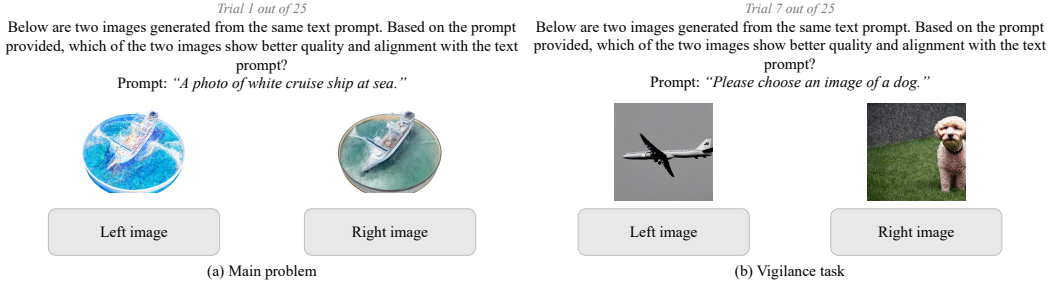 Trial 1 out of 25
Below are two images generated from the same text prompt. Based on the prompt
provided, which of the two images show better quality and alignment with the text
prompt?
Prompt: “A photo of white cruise ship at sea.”
Left image
Right image
(a) Main problem
Trial 7 out of 25
Below are two images generated from the same text prompt. Based on the prompt
provided, which of the two images show better quality and alignment with the text
prompt?
Prompt: “Please choose an image of a dog.”
Left image
Right image
(b) Vigilance task